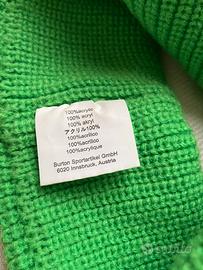 100%acrylic
100% acryl
100% akryl
アクリル100%
100%acrílico
100%acrilico
100%acrylique
Burton Sportartikel GmbH
6020 Innsbruck, Austria